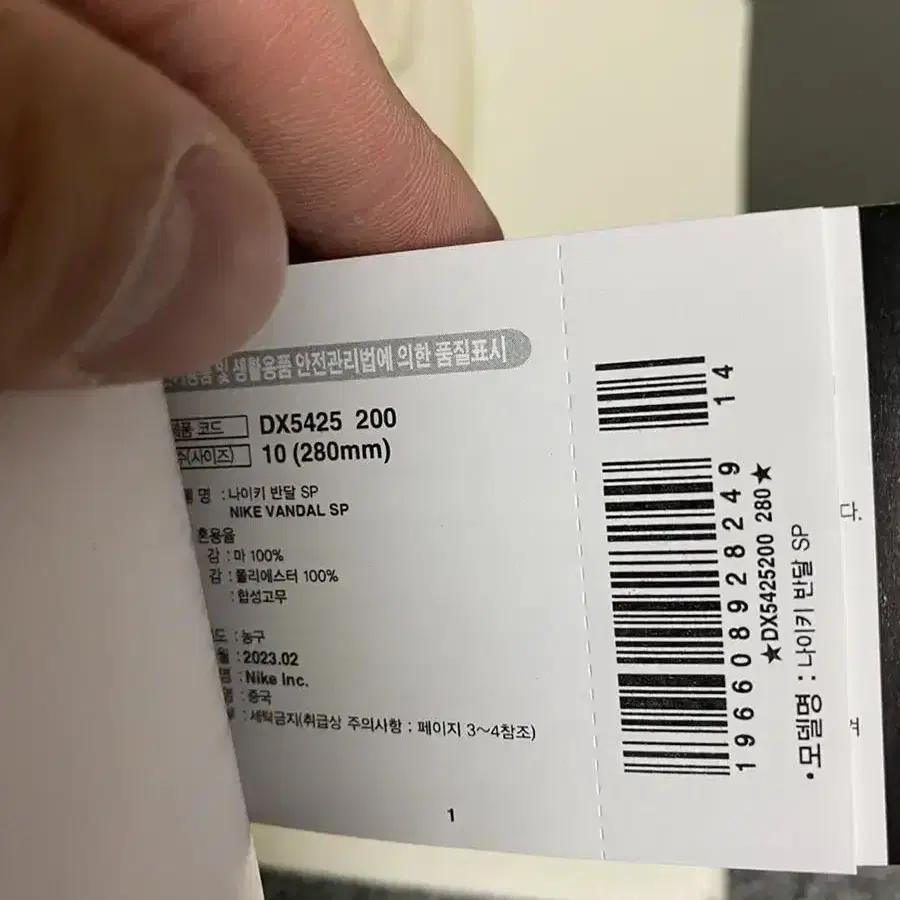 및 생활용품 안전관리법에 의한 품질표시
제품 코드 DX5425 200
(사이즈) 10 (280mm)
명 : 나이키 반달 SP
NIKE VANDAL SP
혼용율
감 : 마 100%
감 : 폴리에스터 100%
: 합성고무
도 : 농구
월 : 2023.02
명 : Nike Inc.
명 : 중국
: 세탁금지(취급상 주의사항 : 페이지 3~4참조)
1
14
196608928249
★DX5425200 280★
·모델명 : 나이키 반달 SP
다.